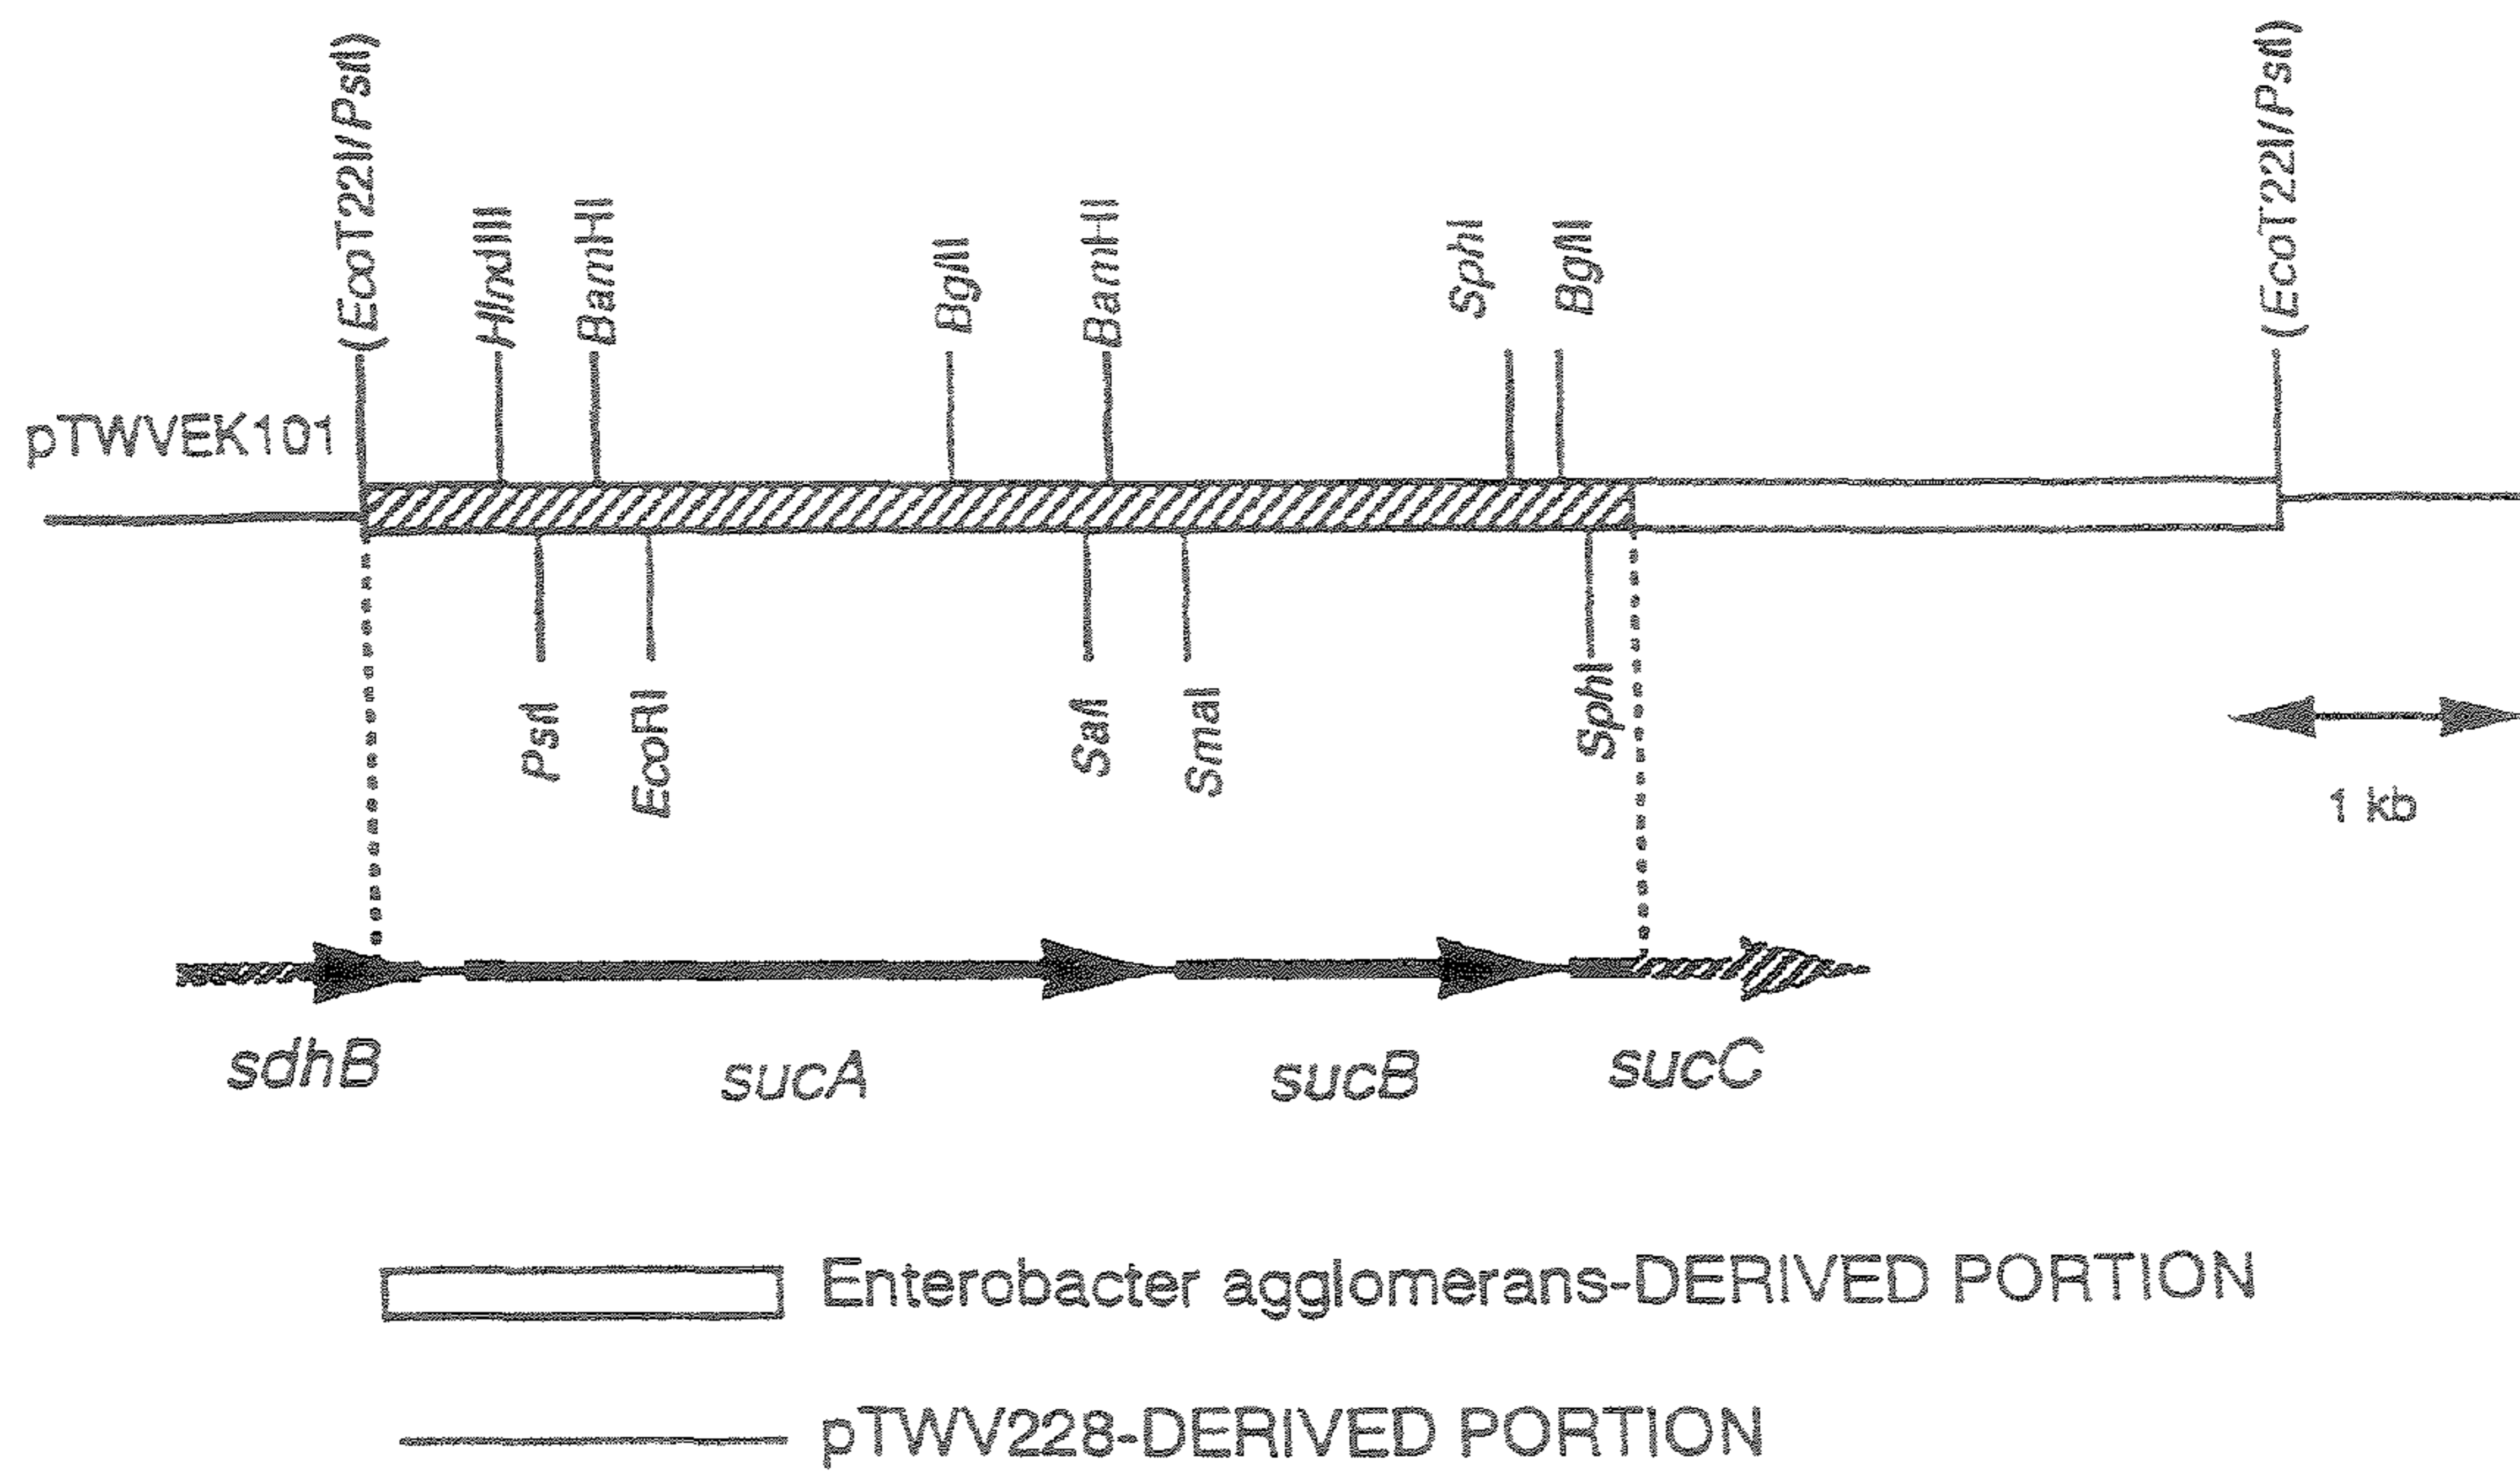 (EcoT22I/PstI)
HindIII
BamHI
BglII
BamHI
SphI
BglII
(EcoT22I/PstI)
pTWVEK101
PstI
EcoRI
SalI
SmaI
SphI
1 kb
sdhB
sucA
sucB
sucC
Enterobacter agglomerans-DERIVED PORTION
pTWV228-DERIVED PORTION